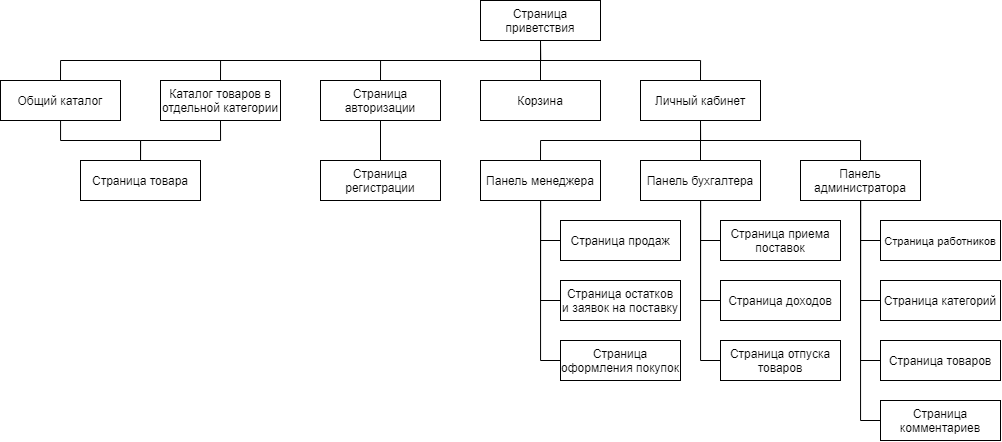 Страница
приветствия
Общий каталог
Каталог товаров в
отдельной категории
Страница
авторизации
Корзина
Личный кабинет
Страница товара
Страница
регистрации
Панель менеджера
Панель бухгалтера
Панель
администратора
Страница продаж
Страница приема
поставок
Страница работников
Страница остатков
и заявок на поставку
Страница доходов
Страница категорий
Страница
оформления покупок
Страница отпуска
товаров
Страница товаров
Страница
комментариев